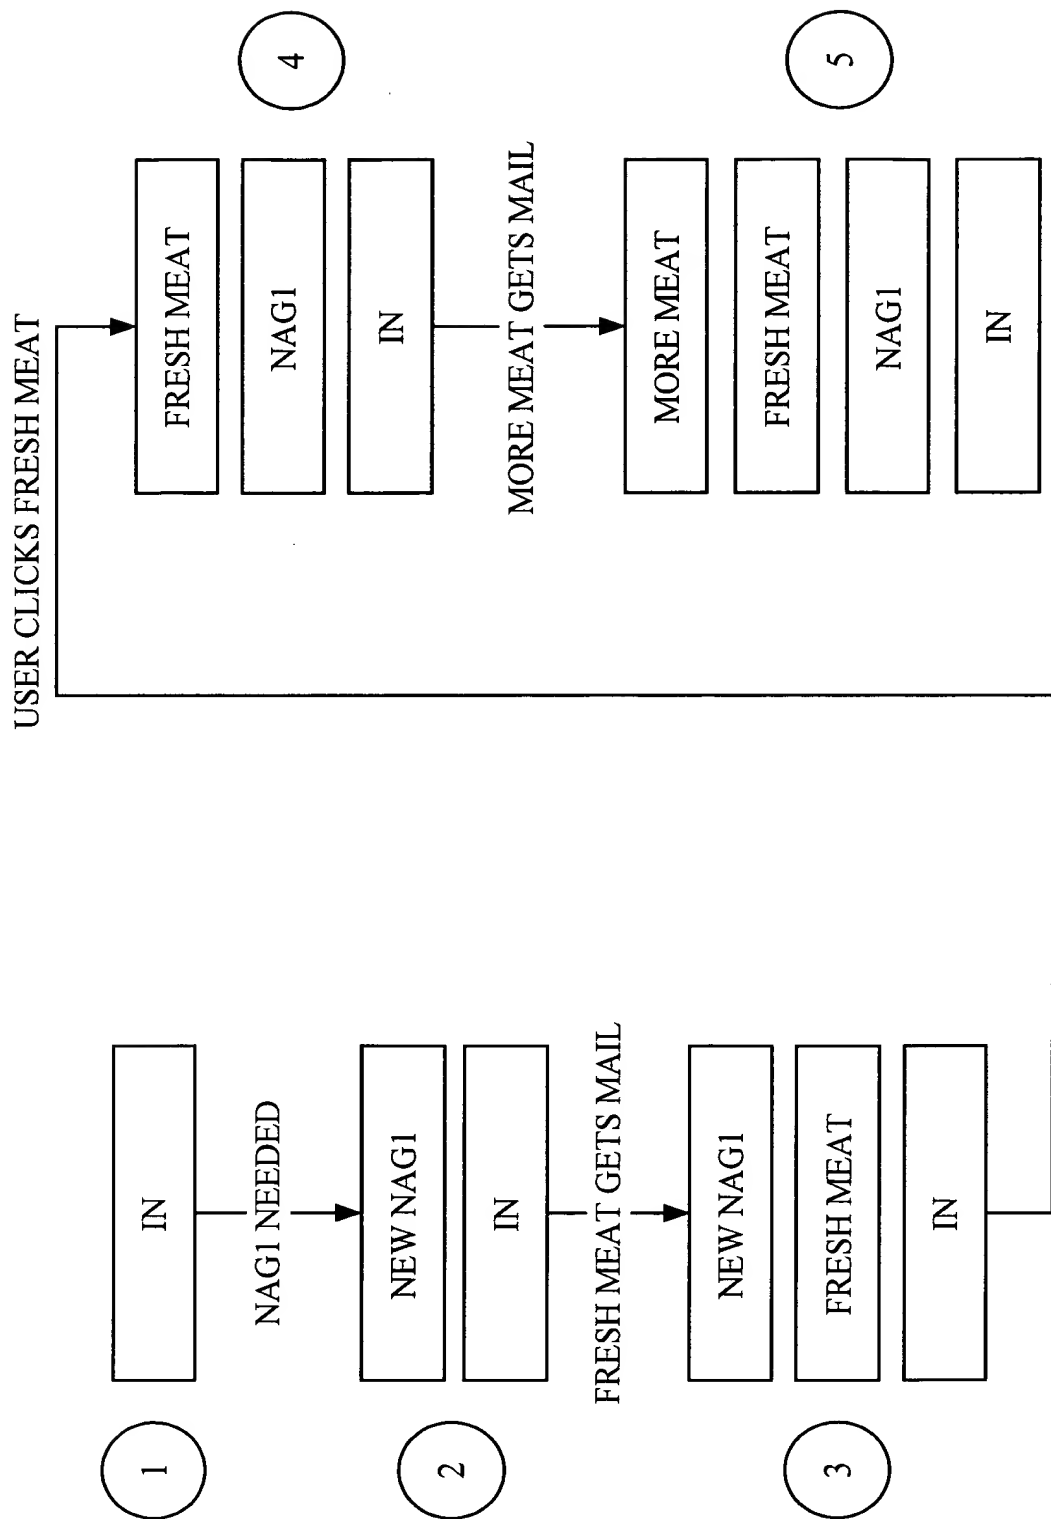 1
IN
NAG1 NEEDED
2
NEW NAG1
IN
FRESH MEAT GETS MAIL
3
NEW NAG1
FRESH MEAT
IN
USER CLICKS FRESH MEAT
4
FRESH MEAT
NAG1
IN
MORE MEAT GETS MAIL
5
MORE MEAT
FRESH MEAT
NAG1
IN